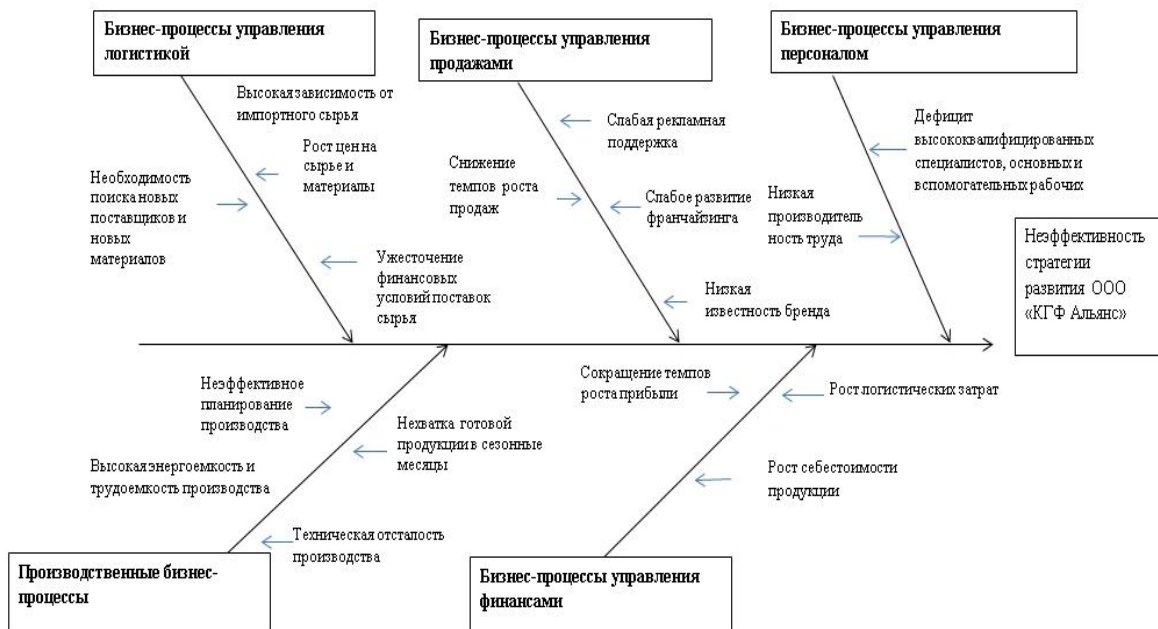 Бизнес-процессы управления
логистикой
Бизнес-процессы управления
продажами
Бизнес-процессы управления
персоналом
Высокая зависимость от
импортного сырья
Рост цен на
сырье и
материалы
Необходимость
поиска новых
поставщиков и
новых
материалов
Ужесточение
финансовых
условий поставок
сырья
Слабая рекламная
поддержка
Снижение
темпов роста
продаж
Слабое развитие
франчайзинга
Низкая
известность бренда
Дефицит
высококвалифицированных
специалистов, основных и
вспомогательных рабочих
Низкая
производитель
ность труда
Неэффективность
стратегии
развития ООО
«КГФ Альянс»
Неэффективное
планирование
производства
Нехватка готовой
продукции в сезонные
месяцы
Высокая энергоемкость и
трудоемкость производства
Техническая отсталость
производства
Производственные бизнес-
процессы
Сокращение темпов
роста прибыли
Рост логистических затрат
Рост себестоимости
продукции
Бизнес-процессы управления
финансами